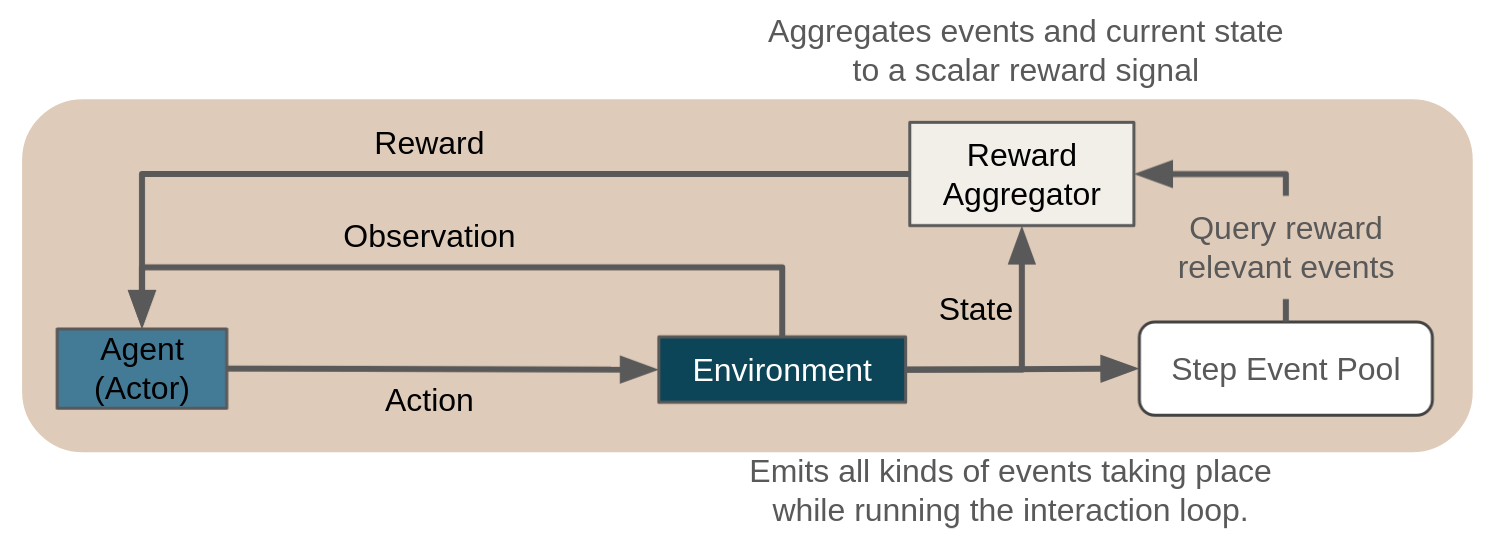 Aggregates events and current state
to a scalar reward signal
Reward
Reward
Aggregator
Observation
Query reward
relevant events
State
Agent
(Actor)
Environment
Step Event Pool
Action
Emits all kinds of events taking place
while running the interaction loop.